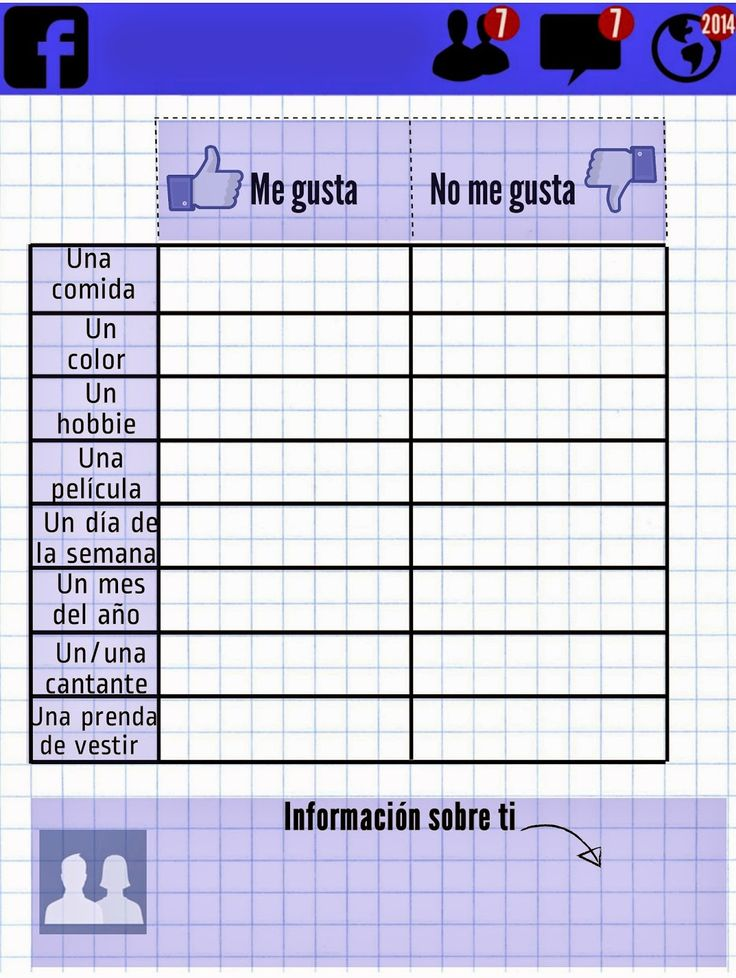 f
7
7
2014
Me gusta
No me gusta
Una
comida
Un
color
Un
hobbie
Una
película
Un día de
la semana
Un mes
del año
Un/una
cantante
Una prenda
de vestir
Información sobre ti